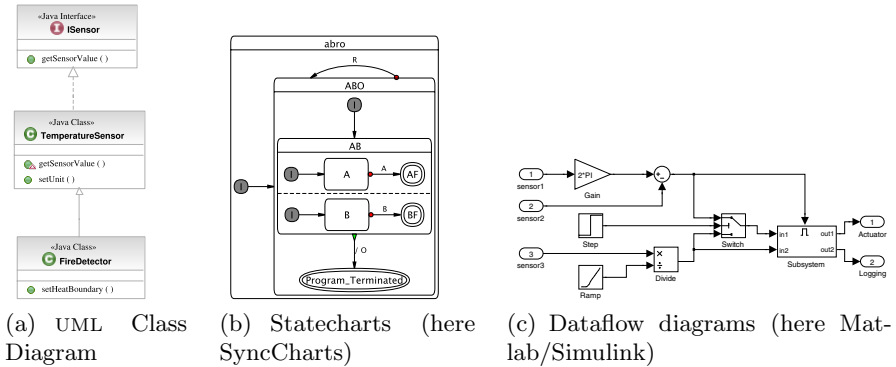 «Java Interface»
I ISensor
getSensorValue ( )
«Java Class»
C TemperatureSensor
getSensorValue ( )
setUnit ( )
«Java Class»
C FireDetector
setHeatBoundary ( )
(a) UML Class
Diagram
abro
R
ABO
I
AB
I A A AF
I
I B B BF
/ O
Program_Terminated
(b) Statecharts (here
SyncCharts)
1
sensor1
2*PI
Gain
2
sensor2
Step
Switch
3
sensor3
Ramp
Divide
in1
in2
out1
out2
Subsystem
1
Actuator
2
Logging
(c) Dataflow diagrams (here Mat-
lab/Simulink)